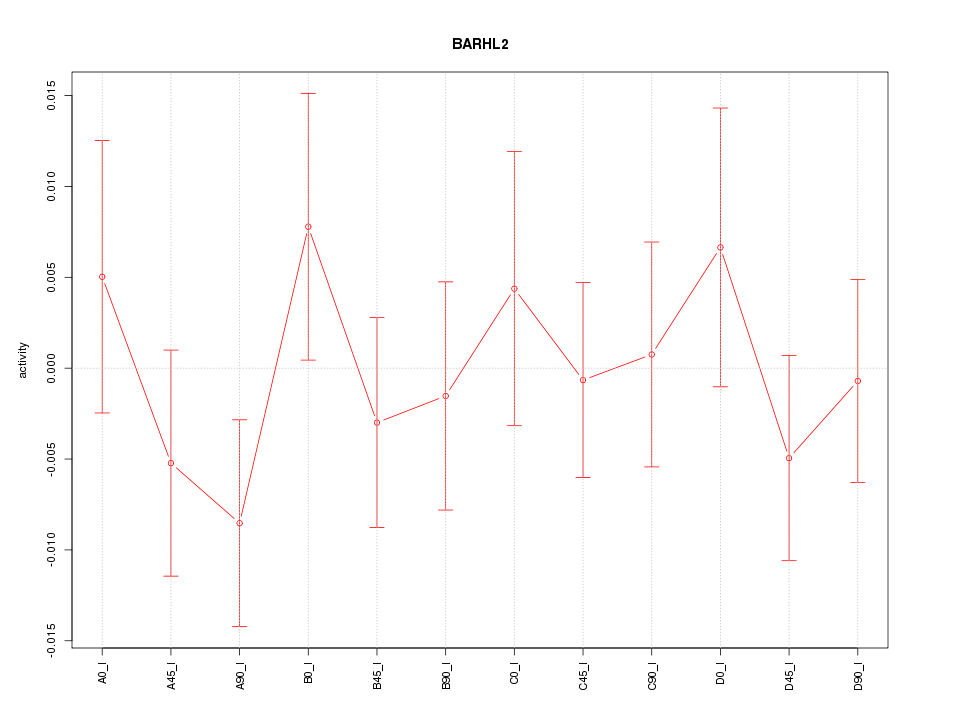 BARHL2
activity
0.015
0.010
0.005
0.000
-0.005
-0.010
-0.015
A0_I
A45_I
A90_I
B0_I
B45_I
B90_I
C0_I
C45_I
C90_I
D0_I
D45_I
D90_I